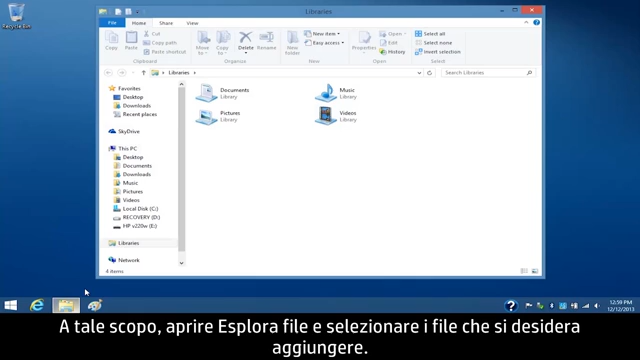 Recycle Bin
Libraries
File Home Share View
Copy
Paste
Cut
Copy path
Paste shortcut
Clipboard
Move to
Copy to
Delete
Rename
Organize
New folder
New item
Easy access
New
Properties
Open
Edit
History
Open
Select all
Select none
Invert selection
Select
Libraries
Search Libraries
Favorites
Desktop
Downloads
Recent places
SkyDrive
This PC
Desktop
Documents
Downloads
Music
Pictures
Videos
Local Disk (C:)
RECOVERY (D:)
HP v220w (E:)
Libraries
Network
Documents
Library
Music
Library
Pictures
Library
Videos
Library
4 items
12:59 PM
12/12/2013
A tale scopo, aprire Esplora file e selezionare i file che si desidera
aggiungere.